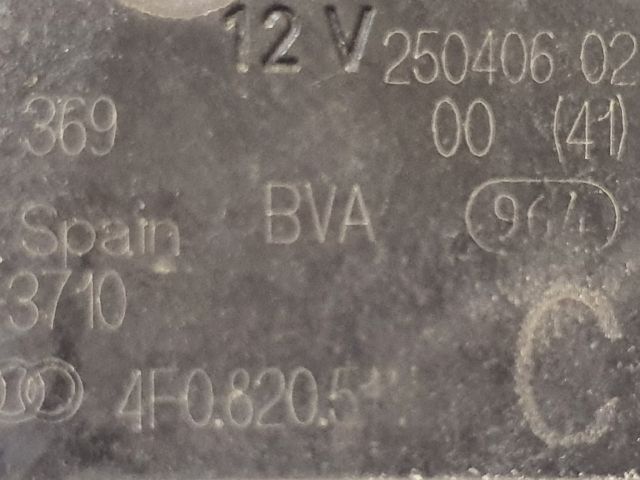 12 V 250406 02
369 00 (41)
Spain BVA 964
3710
4F0.820.5
C